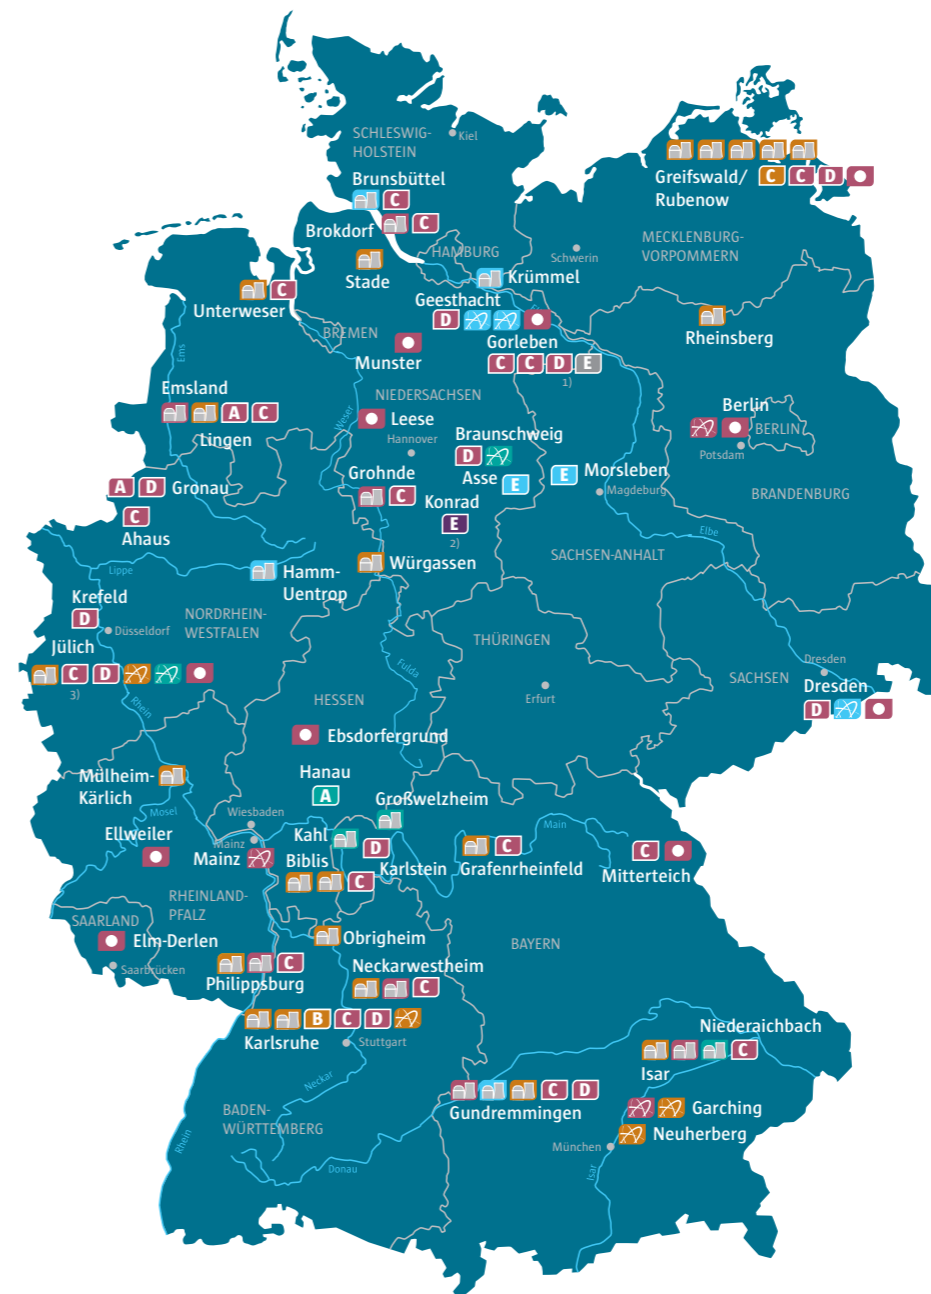 SCHLESWIG-
HOLSTEIN
Kiel
Brunsbüttel
C
Greifswald/
Rubenow
C C D
Brokdorf
C
HAMBURG
MECKLENBURG-
VORPOMMERN
Schwerin
Stade
Krümmel
Unterweser
C
Geesthacht
D
BREMEN
Munster
Gorleben
C C D E
1)
Rheinsberg
Ems
Emsland
A C
Lingen
NIEDERSACHSEN
Weser
Leese
Hannover
Berlin
BERLIN
Potsdam
Braunschweig
D
Asse
E
E
Morsleben
Magdeburg
BRANDENBURG
A D Gronau
C
Ahaus
Grohnde
C
Konrad
E
2)
Elbe
SACHSEN-ANHALT
Lippe
Hamm-
Uentrop
Würgassen
Krefeld
D
Düsseldorf
NORDRHEIN-
WESTFALEN
Jülich
C D
3)
Rhein
THÜRINGEN
Erfurt
Fulda
HESSEN
SACHSEN
Dresden
Dresden
D
Ebsdorfergrund
Mülheim-
Kärlich
Mosel
Hanau
A
Großwelzheim
Wiesbaden
Mainz
Main
Ellweiler
Mainz
Kahl
D
Karlstein
Biblis
C
C
Grafenrheinfeld
C
Mitterteich
RHEINLAND-
PFALZ
SAARLAND
Elm-Derlen
Saarbrücken
Obrigheim
BAYERN
C
Philippsburg
Neckarwestheim
C
B C D
Karlsruhe
Stuttgart
Neckar
Niederaichbach
C
Isar
BADEN-
WÜRTTEMBERG
C D
Gundremmingen
Garching
Neuherberg
München
Rhein
Donau
Isar